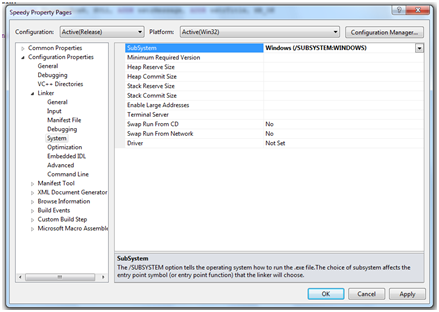 Speedy Property Pages
Configuration: Active(Release) Platform: Active(Win32) Configuration Manager...
Common Properties
Configuration Properties
General
Debugging
VC++ Directories
Linker
General
Input
Manifest File
Debugging
System
Optimization
Embedded IDL
Advanced
Command Line
Manifest Tool
XML Document Generator
Browse Information
Build Events
Custom Build Step
Microsoft Macro Assemble
SubSystem Windows (/SUBSYSTEM:WINDOWS)
Minimum Required Version
Heap Reserve Size
Heap Commit Size
Stack Reserve Size
Stack Commit Size
Enable Large Addresses
Terminal Server
Swap Run From CD No
Swap Run From Network No
Driver Not Set
SubSystem
The /SUBSYSTEM option tells the operating system how to run the .exe file.The choice of subsystem affects the
entry point symbol (or entry point function) that the linker will choose.
OK Cancel Apply